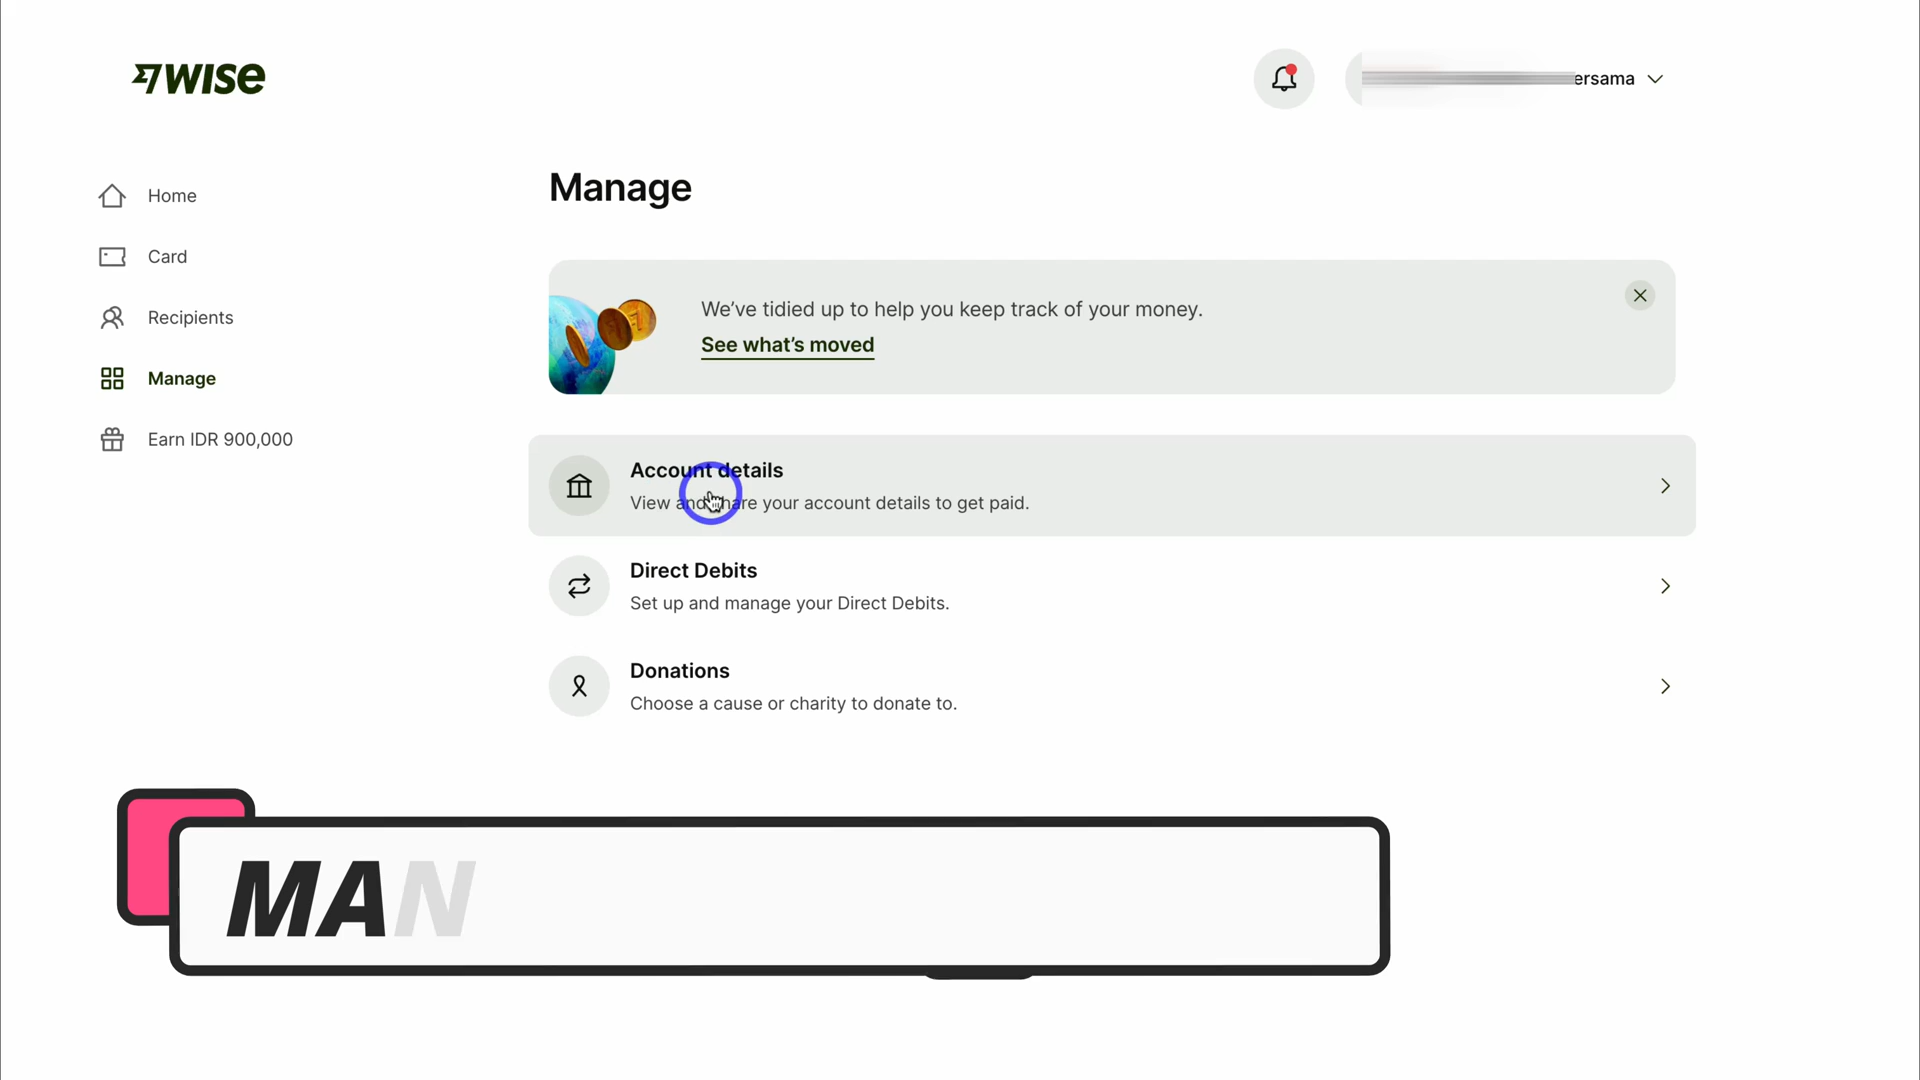 WISE
ersama
Home
Card
Recipients
Manage
Earn IDR 900,000
Manage
We’ve tidied up to help you keep track of your money.
See what’s moved
Account details
View and share your account details to get paid.
Direct Debits
Set up and manage your Direct Debits.
Donations
Choose a cause or charity to donate to.
MAN